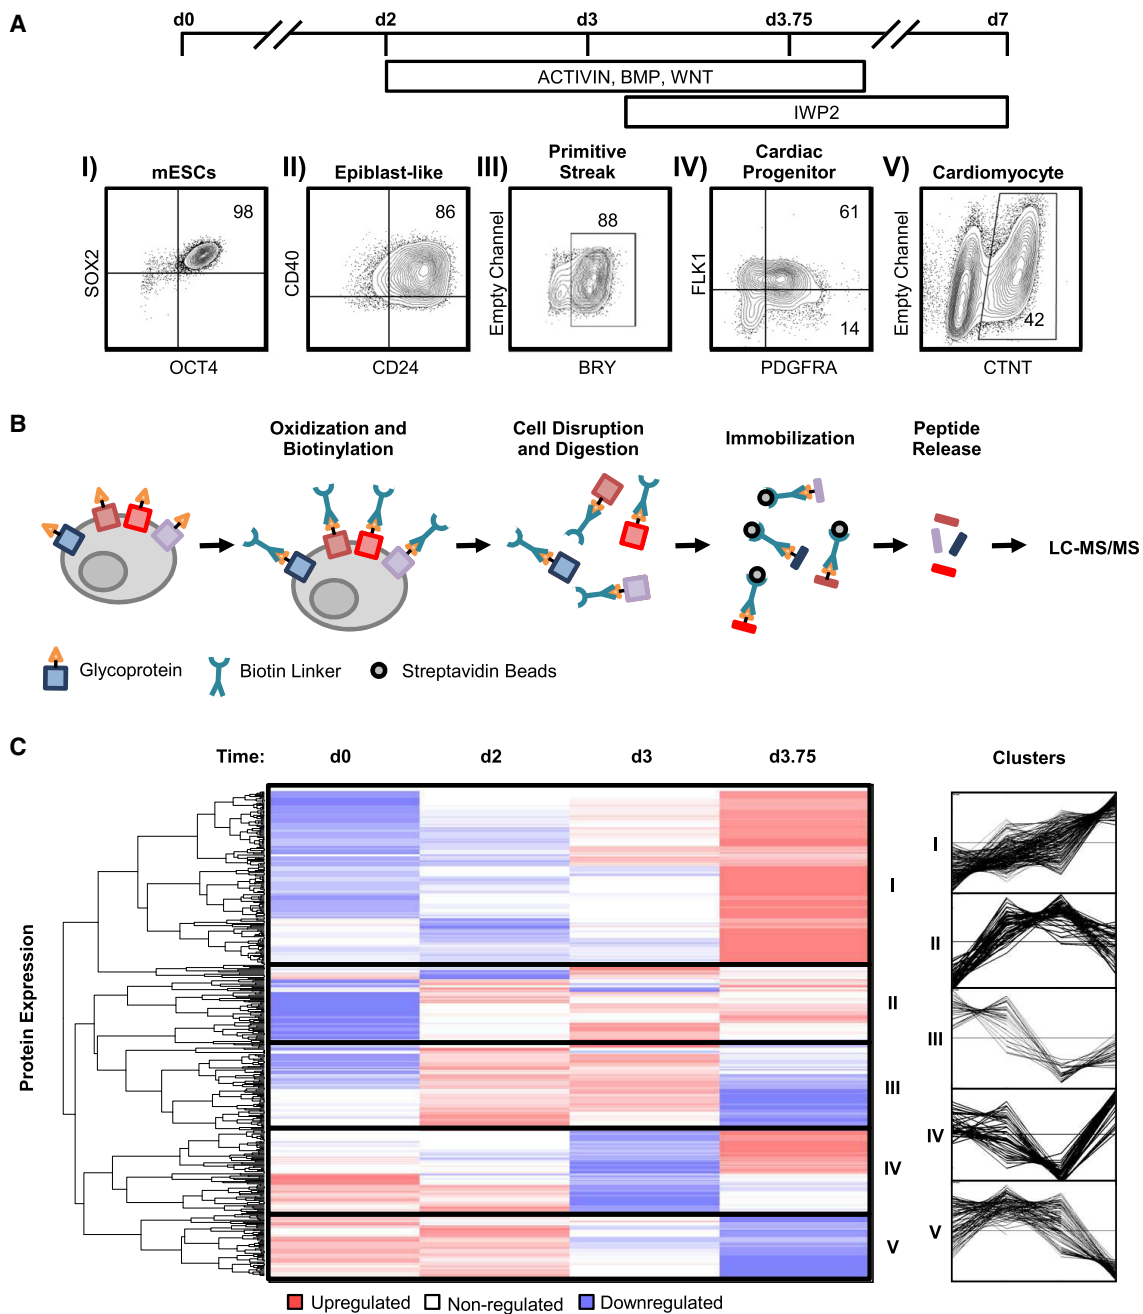 A
d0
d2
d3
d3.75
d7
ACTIVIN, BMP, WNT
IWP2
I)
mESCs
98
SOX2
OCT4
II)
Epiblast-like
86
CD40
CD24
III)
Primitive
Streak
88
Empty Channel
BRY
IV)
Cardiac
Progenitor
61
14
FLK1
PDGFRA
V)
Cardiomyocyte
42
Empty Channel
CTNT
B
Oxidization and
Biotinylation
Cell Disruption
and Digestion
Immobilization
Peptide
Release
LC-MS/MS
Glycoprotein
Biotin Linker
Streptavidin Beads
C
Time:
d0
d2
d3
d3.75
Clusters
Protein Expression
I
II
III
IV
V
I
II
III
IV
V
Upregulated
Non-regulated
Downregulated